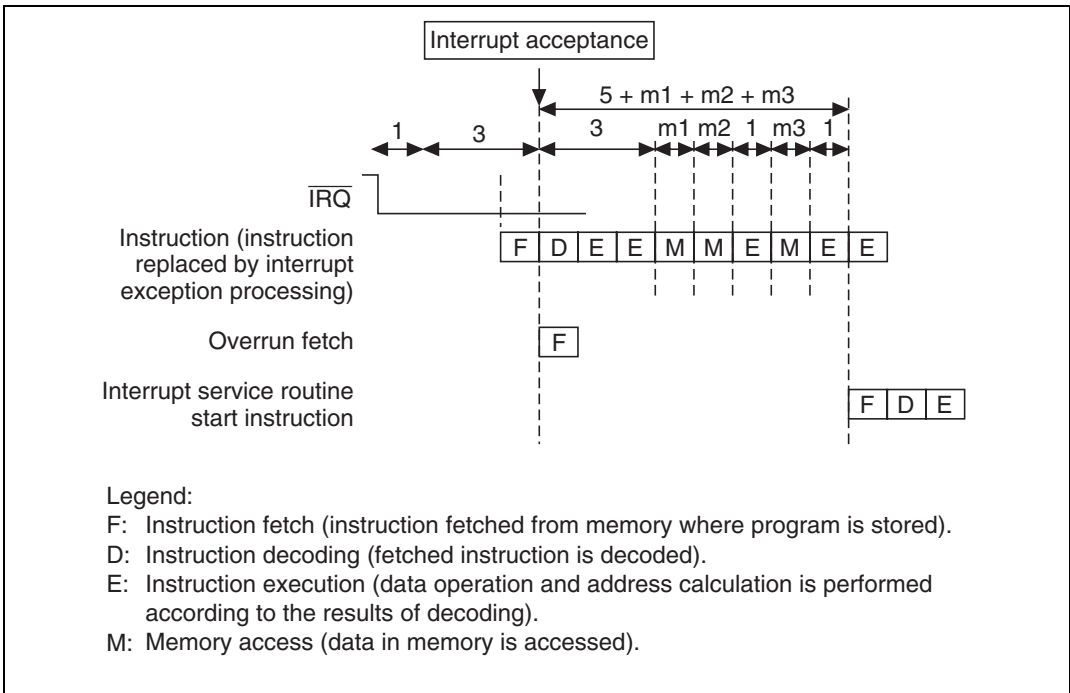 Interrupt acceptance
5 + m1 + m2 + m3
1 3 3 m1 m2 1 m3 1
IRQ
Instruction (instruction
replaced by interrupt
exception processing)
F D E E M M E M E E
Overrun fetch
F
Interrupt service routine
start instruction
F D E
Legend:
F: Instruction fetch (instruction fetched from memory where program is stored).
D: Instruction decoding (fetched instruction is decoded).
E: Instruction execution (data operation and address calculation is performed
according to the results of decoding).
M: Memory access (data in memory is accessed).